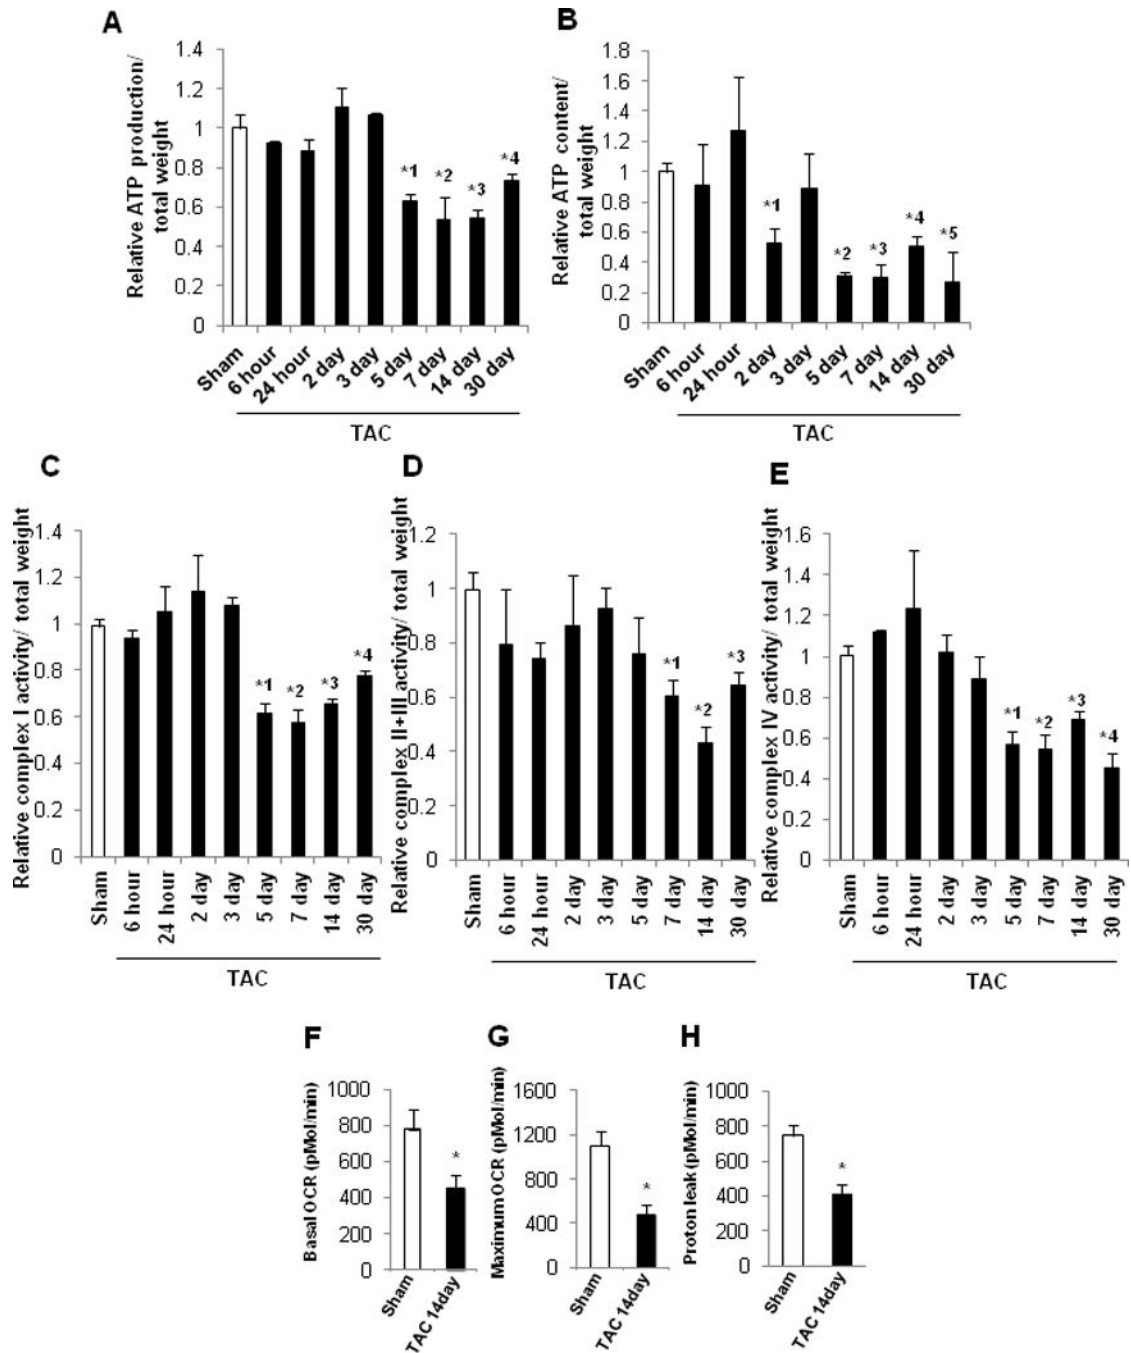 A
Relative ATP production/
total weight
1.4
1.2
1
0.8
0.6
0.4
0.2
0
*1
*2
*3
*4
Sham
6 hour
24 hour
2 day
3 day
5 day
7 day
14 day
30 day
TAC
B
Relative ATP content/
total weight
1.8
1.6
1.4
1.2
1
0.8
0.6
0.4
0.2
0
*1
*2
*3
*4
*5
Sham
6 hour
24 hour
2 day
3 day
5 day
7 day
14 day
30 day
TAC
C
Relative complex I activity/ total weight
1.4
1.2
1
0.8
0.6
0.4
0.2
0
*1
*2
*3
*4
Sham
6 hour
24 hour
2 day
3 day
5 day
7 day
14 day
30 day
TAC
D
Relative complex II+III activity/ total weight
1.2
1
0.8
0.6
0.4
0.2
0
*1
*2
*3
Sham
6 hour
24 hour
2 day
3 day
5 day
7 day
14 day
30 day
TAC
E
Relative complex IV activity/ total weight
1.6
1.4
1.2
1
0.8
0.6
0.4
0.2
0
*1
*2
*3
*4
Sham
6 hour
24 hour
2 day
3 day
5 day
7 day
14 day
30 day
TAC
F
Basal OCR (pMol/min)
1000
800
600
400
200
0
*
Sham
TAC 14day
G
Maximum OCR (pMol/min)
1600
1200
800
400
0
*
Sham
TAC 14day
H
Proton leak (pMol/min)
1000
800
600
400
200
0
*
Sham
TAC 14day